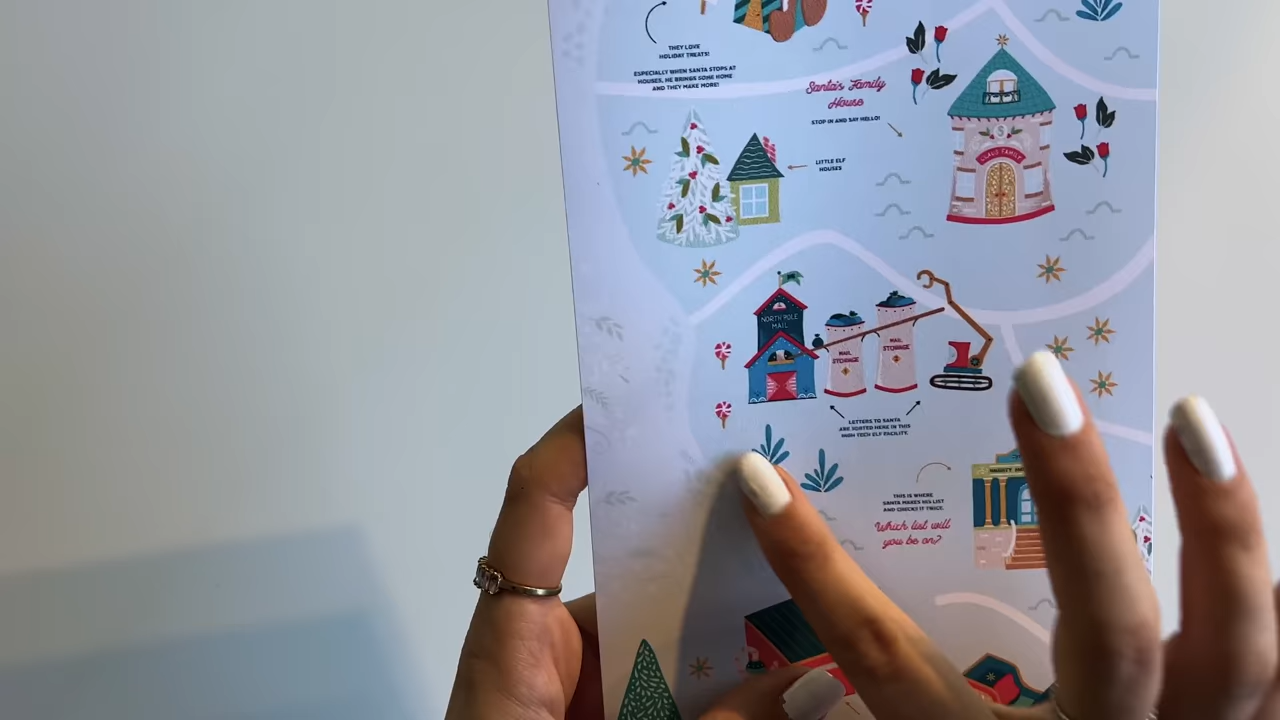 THEY LOVE
HOLIDAY TREATS!
ESPECIALLY WHEN SANTA STOPS AT
HOUSES, HE BRINGS SOME HOME
AND THEY MAKE MORE!
Santa's Family
House
STOP IN AND SAY HELLO!
S
CLAUS FAMILY
LITTLE ELF
HOUSES
NORTH POLE
MAIL
MAIL
STORAGE
MAIL
STORAGE
LETTERS TO SANTA
ARE SORTED HERE IN THIS
HIGH TECH ELF FACILITY.
THIS IS WHERE
SANTA MAKES HIS LIST
AND CHECKS IT TWICE.
Which list will
you be on?
NAUGHTY